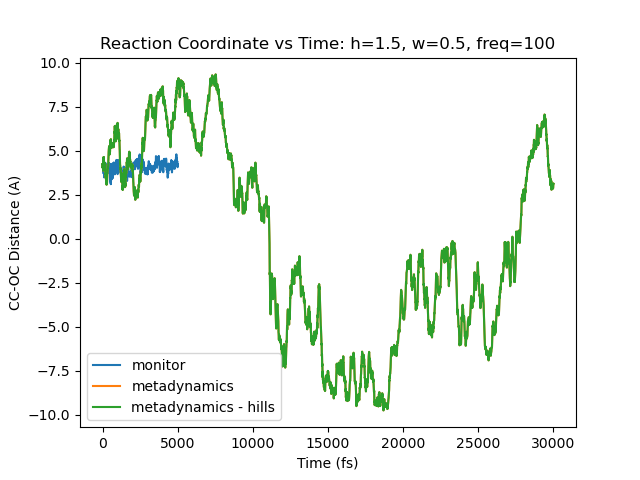 Reaction Coordinate vs Time: h=1.5, w=0.5, freq=100
10.0
7.5
5.0
2.5
0.0
−2.5
−5.0
−7.5
−10.0
CC-OC Distance (A)
monitor
metadynamics
metadynamics - hills
0 5000 10000 15000 20000 25000 30000
Time (fs)